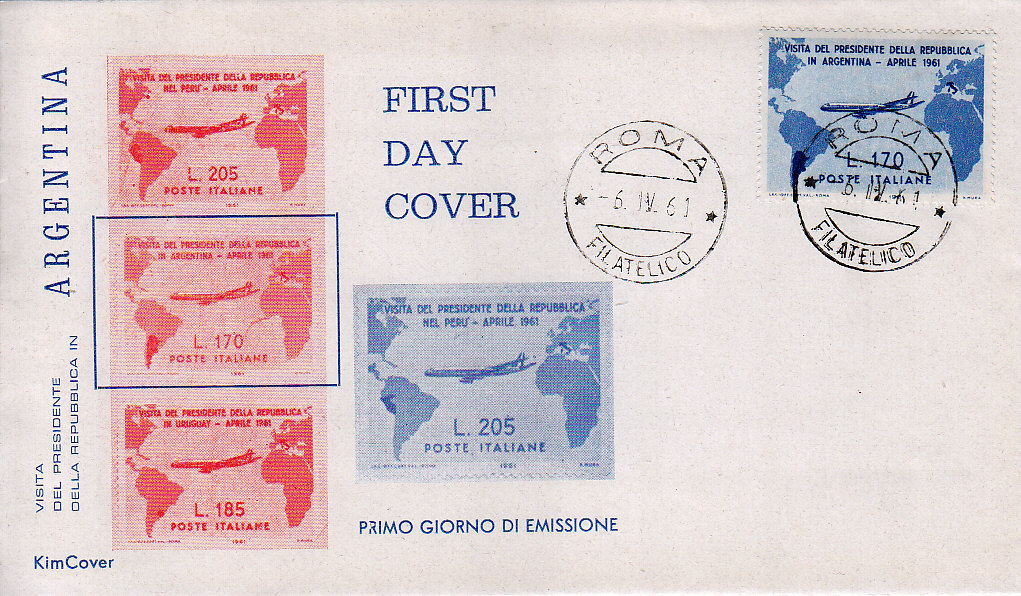 VISITA
DEL PRESIDENTE
DELLA REPUBBLICA IN
ARGENTINA
VISITA DEL PRESIDENTE DELLA REPUBBLICA
NEL PERU' - APRILE 1961
L. 205
POSTE ITALIANE
1961
VISITA DEL PRESIDENTE DELLA REPUBBLICA
IN ARGENTINA - APRILE 1961
L. 170
POSTE ITALIANE
1961
VISITA DEL PRESIDENTE DELLA REPUBBLICA
IN URUGUAY - APRILE 1961
L. 185
POSTE ITALIANE
1961
KimCover
FIRST
DAY
COVER
VISITA DEL PRESIDENTE DELLA REPUBBLICA
NEL PERU' - APRILE 1961
L. 205
POSTE ITALIANE
1961
R. MURA
PRIMO GIORNO DI EMISSIONE
ROMA
-6. IV. 61
FILATELICO
VISITA DEL PRESIDENTE DELLA REPUBBLICA
IN ARGENTINA - APRILE 1961
L. 170
POSTE ITALIANE
R. MURA
ROMA
6. IV. 61
FILATELICO